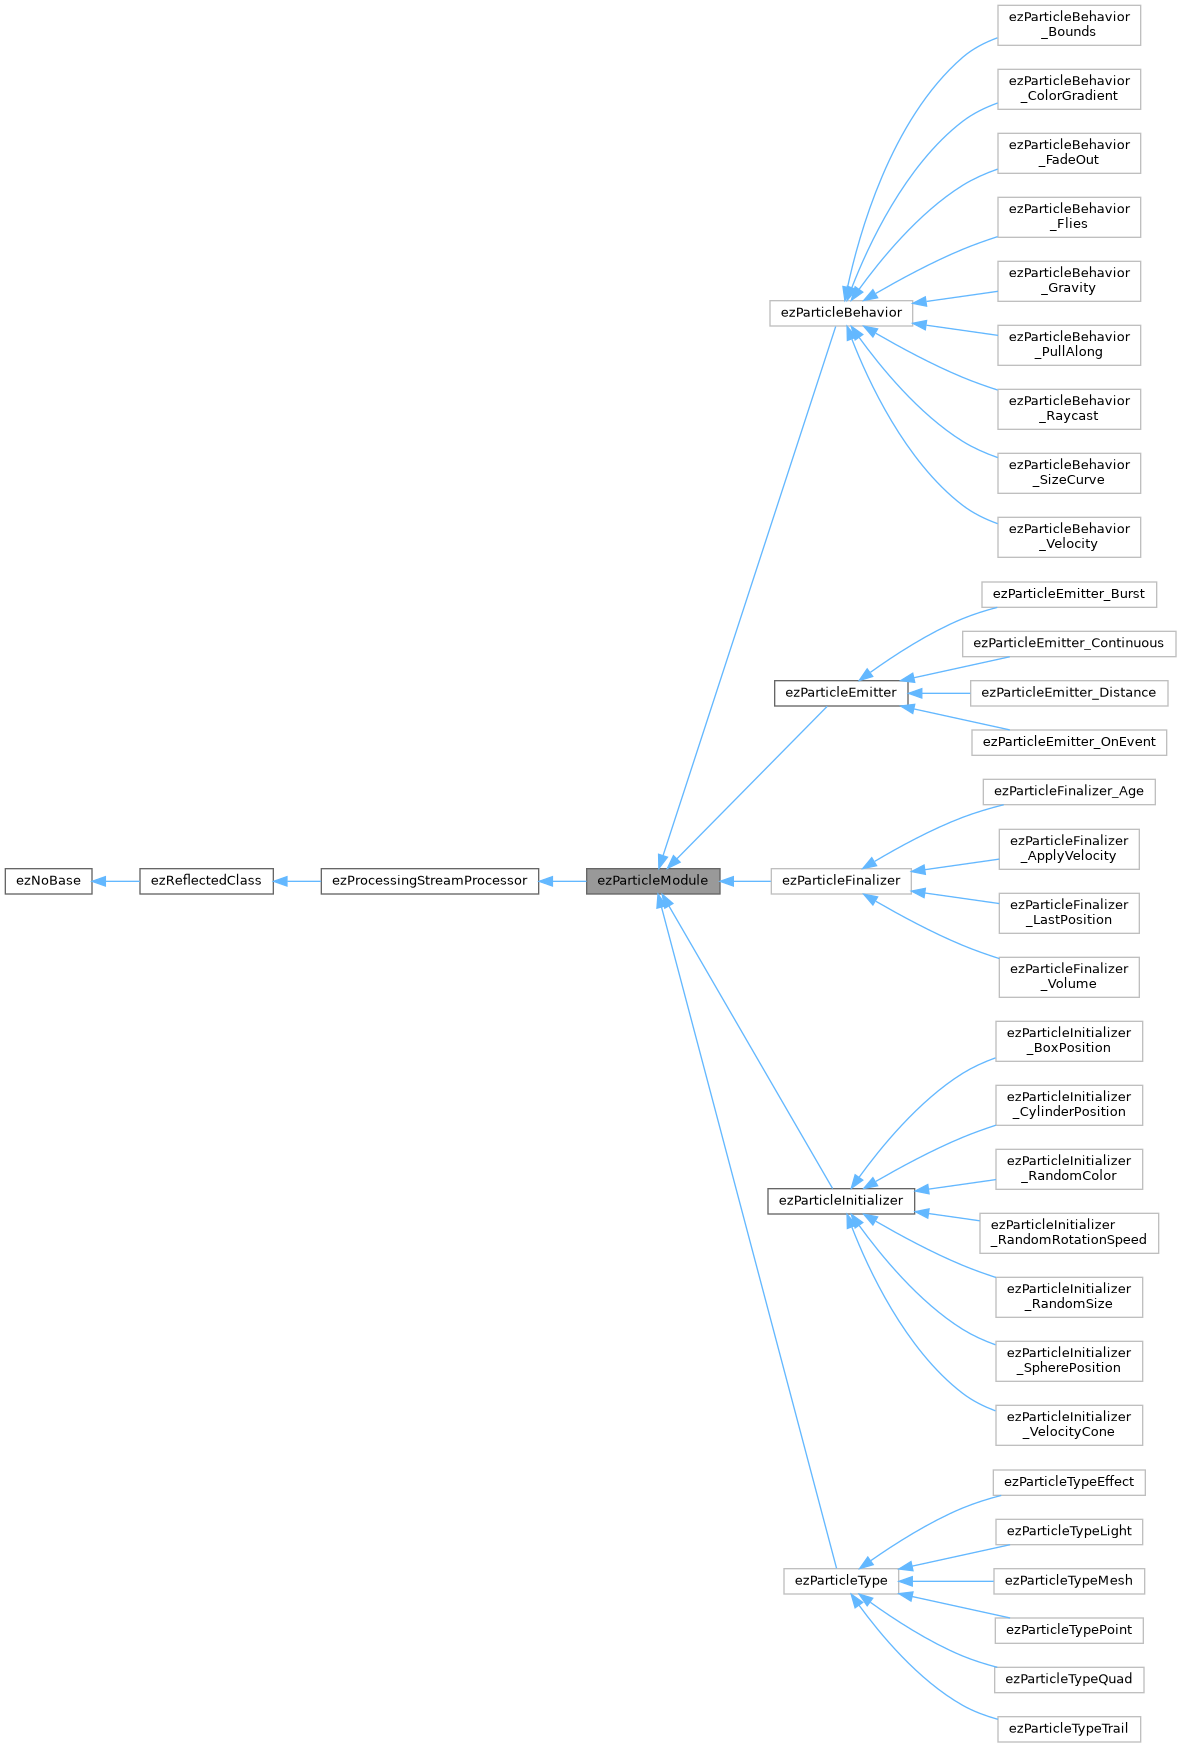 ezParticleBehavior
_Bounds
ezParticleBehavior
_ColorGradient
ezParticleBehavior
_FadeOut
ezParticleBehavior
_Flies
ezParticleBehavior
_Gravity
ezParticleBehavior
ezParticleBehavior
_PullAlong
ezParticleBehavior
_Raycast
ezParticleBehavior
_SizeCurve
ezParticleBehavior
_Velocity
ezParticleEmitter_Burst
ezParticleEmitter_Continuous
ezParticleEmitter
ezParticleEmitter_Distance
ezParticleEmitter_OnEvent
ezParticleFinalizer_Age
ezParticleFinalizer
_ApplyVelocity
ezNoBase
ezReflectedClass
ezProcessingStreamProcessor
ezParticleModule
ezParticleFinalizer
ezParticleFinalizer
_LastPosition
ezParticleFinalizer
_Volume
ezParticleInitializer
_BoxPosition
ezParticleInitializer
_CylinderPosition
ezParticleInitializer
_RandomColor
ezParticleInitializer
ezParticleInitializer
_RandomRotationSpeed
ezParticleInitializer
_RandomSize
ezParticleInitializer
_SpherePosition
ezParticleInitializer
_VelocityCone
ezParticleTypeEffect
ezParticleTypeLight
ezParticleType
ezParticleTypeMesh
ezParticleTypePoint
ezParticleTypeQuad
ezParticleTypeTrail